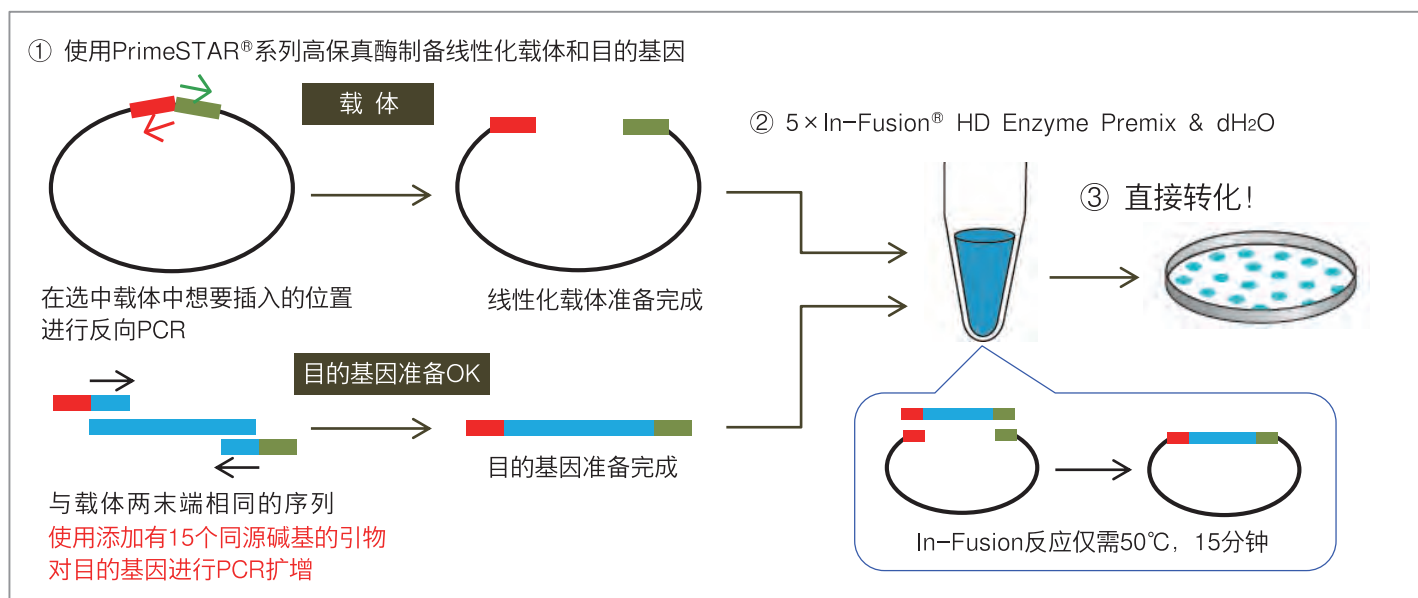 ① 使用PrimeSTAR®系列高保真酶制备线性化载体和目的基因
载 体
② 5×In-Fusion® HD Enzyme Premix & dH₂O
③ 直接转化!
在选中载体中想要插入的位置
进行反向PCR
线性化载体准备完成
目的基因准备OK
目的基因准备完成
与载体两末端相同的序列
使用添加有15个同源碱基的引物
对目的基因进行PCR扩增
In-Fusion反应仅需50℃,15分钟